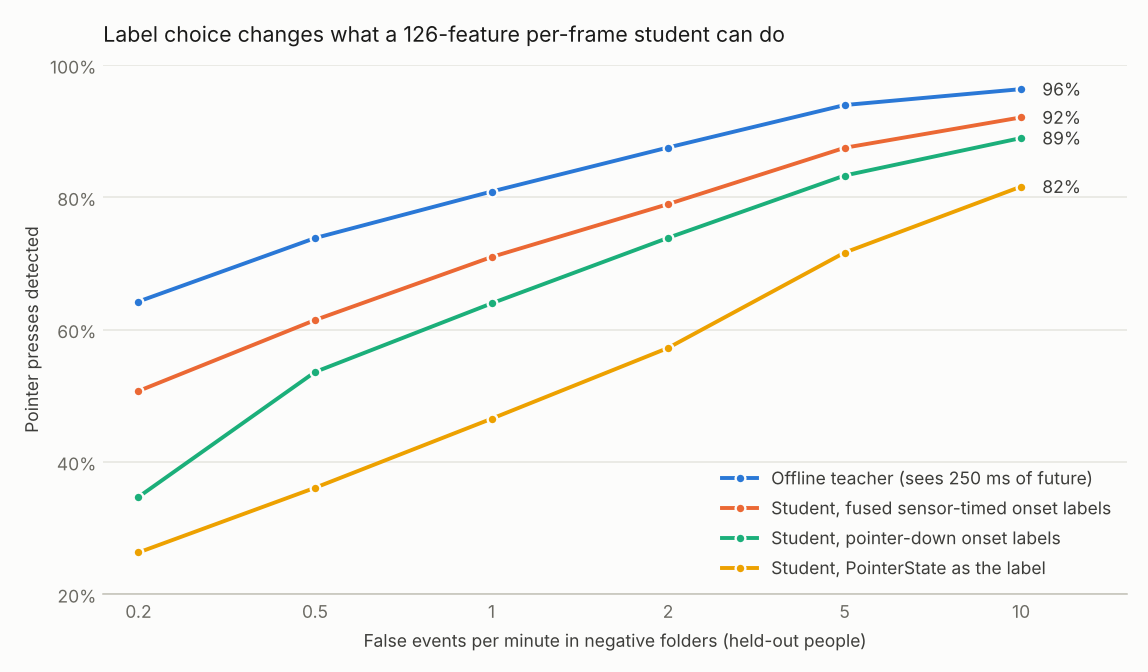 Label choice changes what a 126-feature per-frame student can do
100%
80%
60%
40%
20%
Pointer presses detected
96%
92%
89%
82%
Offline teacher (sees 250 ms of future)
Student, fused sensor-timed onset labels
Student, pointer-down onset labels
Student, PointerState as the label
0.2 0.5 1 2 5 10
False events per minute in negative folders (held-out people)